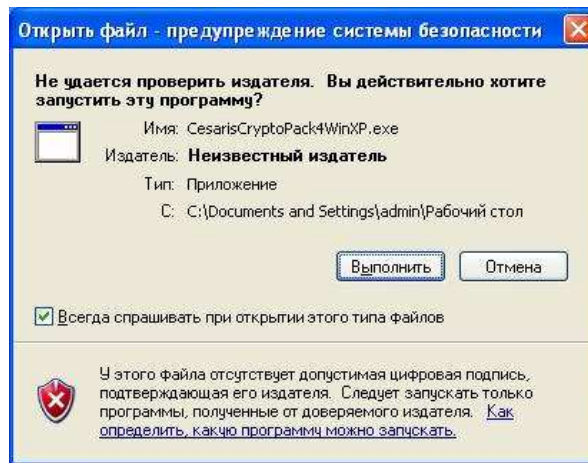 Открыть файл - предупреждение системы безопасности
Не удается проверить издателя. Вы действительно хотите
запустить эту программу?
Имя: CesarisCryptoPack4WinXP.exe
Издатель: Неизвестный издатель
Тип: Приложение
С: C:\Documents and Settings\admin\Рабочий стол
Выполнить Отмена
Всегда спрашивать при открытии этого типа файлов
У этого файла отсутствует допустимая цифровая подпись,
подтверждающая его издателя. Следует запускать только
программы, полученные от доверяемого издателя. Как
определить, какую программу можно запускать.